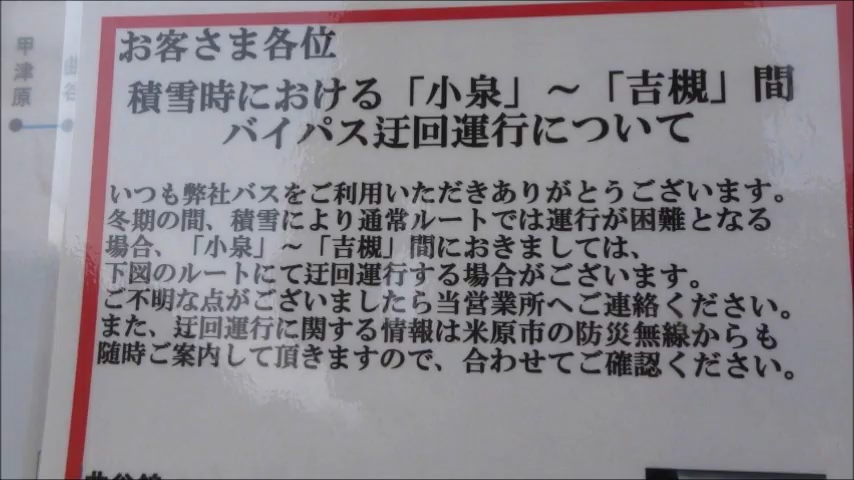 お客さま各位
積雪時における「小泉」～「吉槻」間
バイパス迂回運行について
いつも弊社バスをご利用いただきありがとうございます。
冬期の間、積雪により通常ルートでは運行が困難となる
場合、「小泉」～「吉槻」間におきましては、
下図のルートにて迂回運行する場合がございます。
ご不明な点がございましたら当営業所へご連絡ください。
また、迂回運行に関する情報は米原市の防災無線からも
随時ご案内して頂きますので、合わせてご確認ください。
甲津原
曲谷